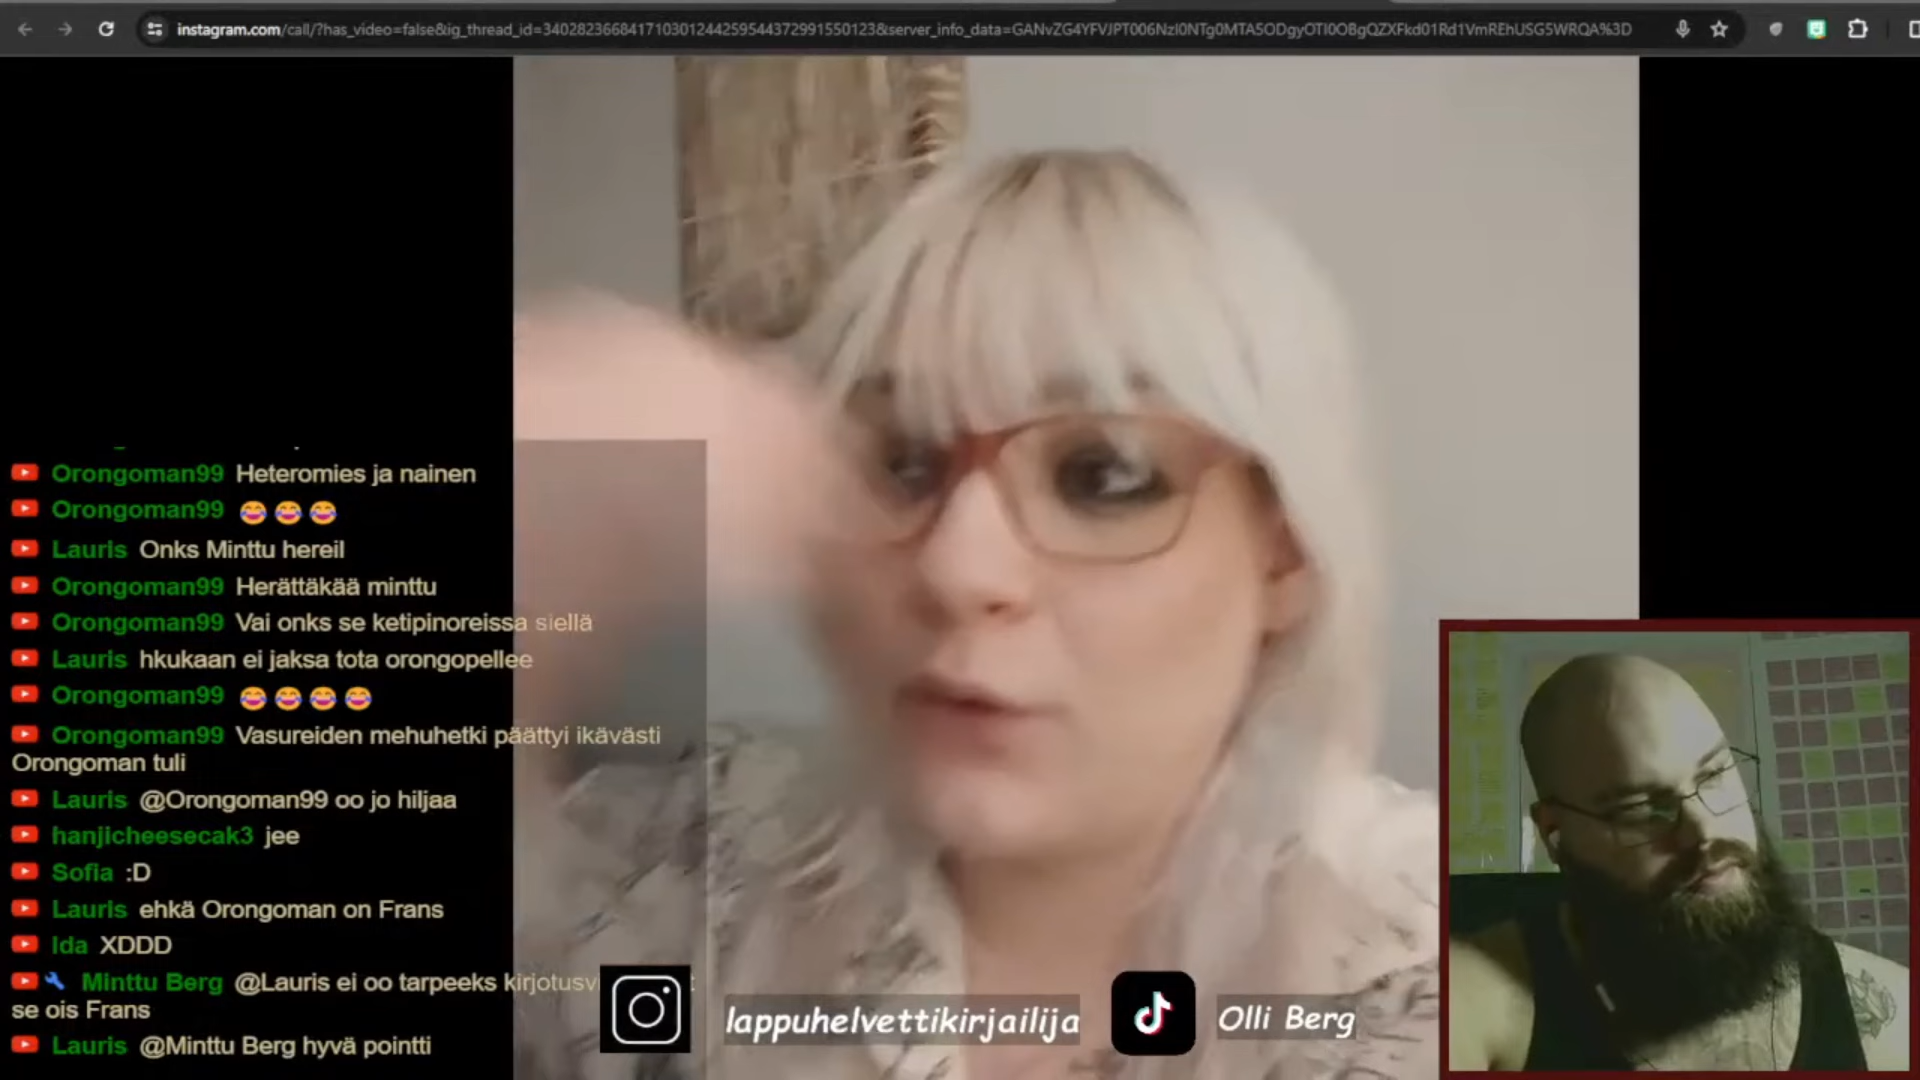 instagram.com/call/?has_video=false&ig_thread_id=340282366841710301244259544372991550123&server_info_data=GANvZG4YFVJPT006NzI0NTg0MTA5ODgyOTI0OBgQZXFkd01Rd1VmREhUSG5WRQA%3D
Orongoman99 Heteromies ja nainen
Orongoman99 😂😂😂
Lauris Onks Minttu hereil
Orongoman99 Herättäkää minttu
Orongoman99 Vai onks se ketipinoreissa siellä
Lauris hkukaan ei jaksa tota orongopellee
Orongoman99 😂😂😂😂
Orongoman99 Vasureiden mehuhetki päättyi ikävästi
Orongoman tuli
Lauris @Orongoman99 oo jo hiljaa
hanjicheesecak3 jee
Sofia :D
Lauris ehkä Orongoman on Frans
Ida XDDD
Minttu Berg @Lauris ei oo tarpeeks
se ois Frans
Lauris @Minttu Berg hyvä pointti
lappuhelvettikirjailija
Olli Berg